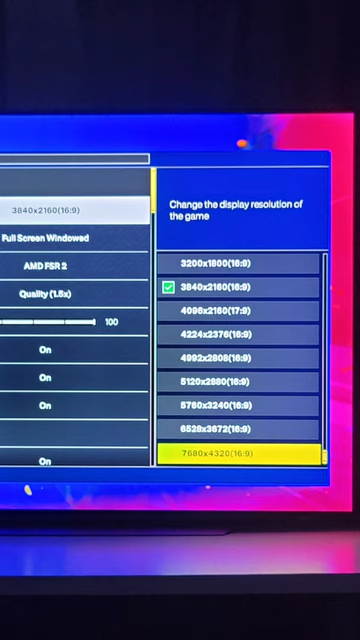 3840x2160(16:9)
Full Screen Windowed
AMD FSR 2
Quality (1.5x)
100
On
On
On
On
Change the display resolution of
the game
3200x1800(16:9)
3840x2160(16:9)
4096x2160(17:9)
4224x2376(16:9)
4992x2808(16:9)
5120x2880(16:9)
5760x3240(16:9)
6528x3672(16:9)
7680x4320(16:9)